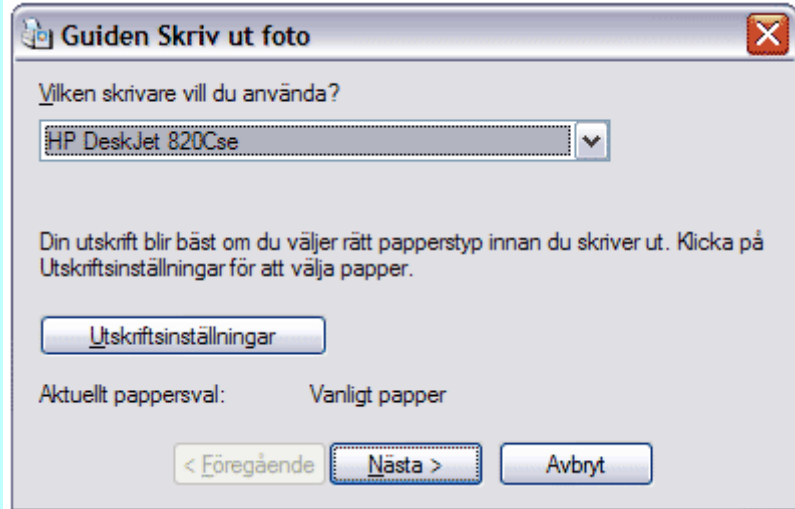 Guiden Skriv ut foto
Vilken skrivare vill du använda?
HP DeskJet 820Cse
Din utskrift blir bäst om du väljer rätt papperstyp innan du skriver ut. Klicka på
Utskriftsinställningar för att välja papper.
Utskriftsinställningar
Aktuellt pappersval: Vanligt papper
< Föregående Nästa > Avbryt